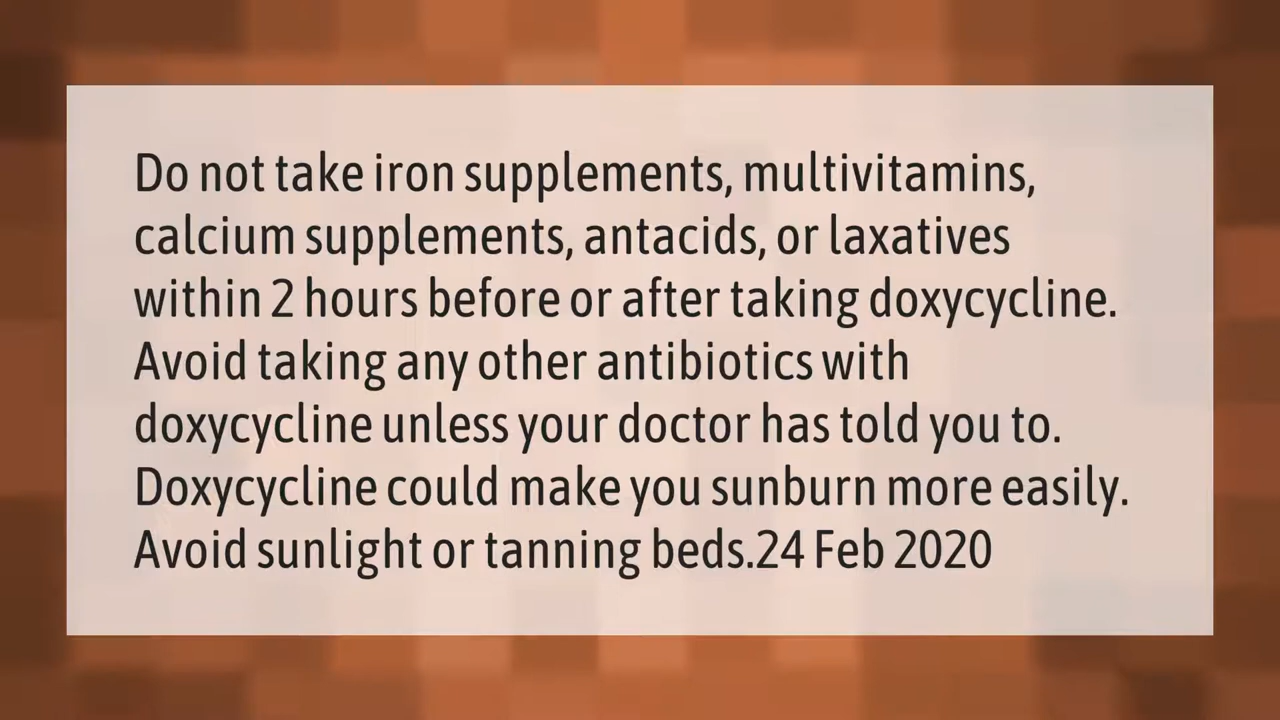 Do not take iron supplements, multivitamins,
calcium supplements, antacids, or laxatives
within 2 hours before or after taking doxycycline.
Avoid taking any other antibiotics with
doxycycline unless your doctor has told you to.
Doxycycline could make you sunburn more easily.
Avoid sunlight or tanning beds.24 Feb 2020